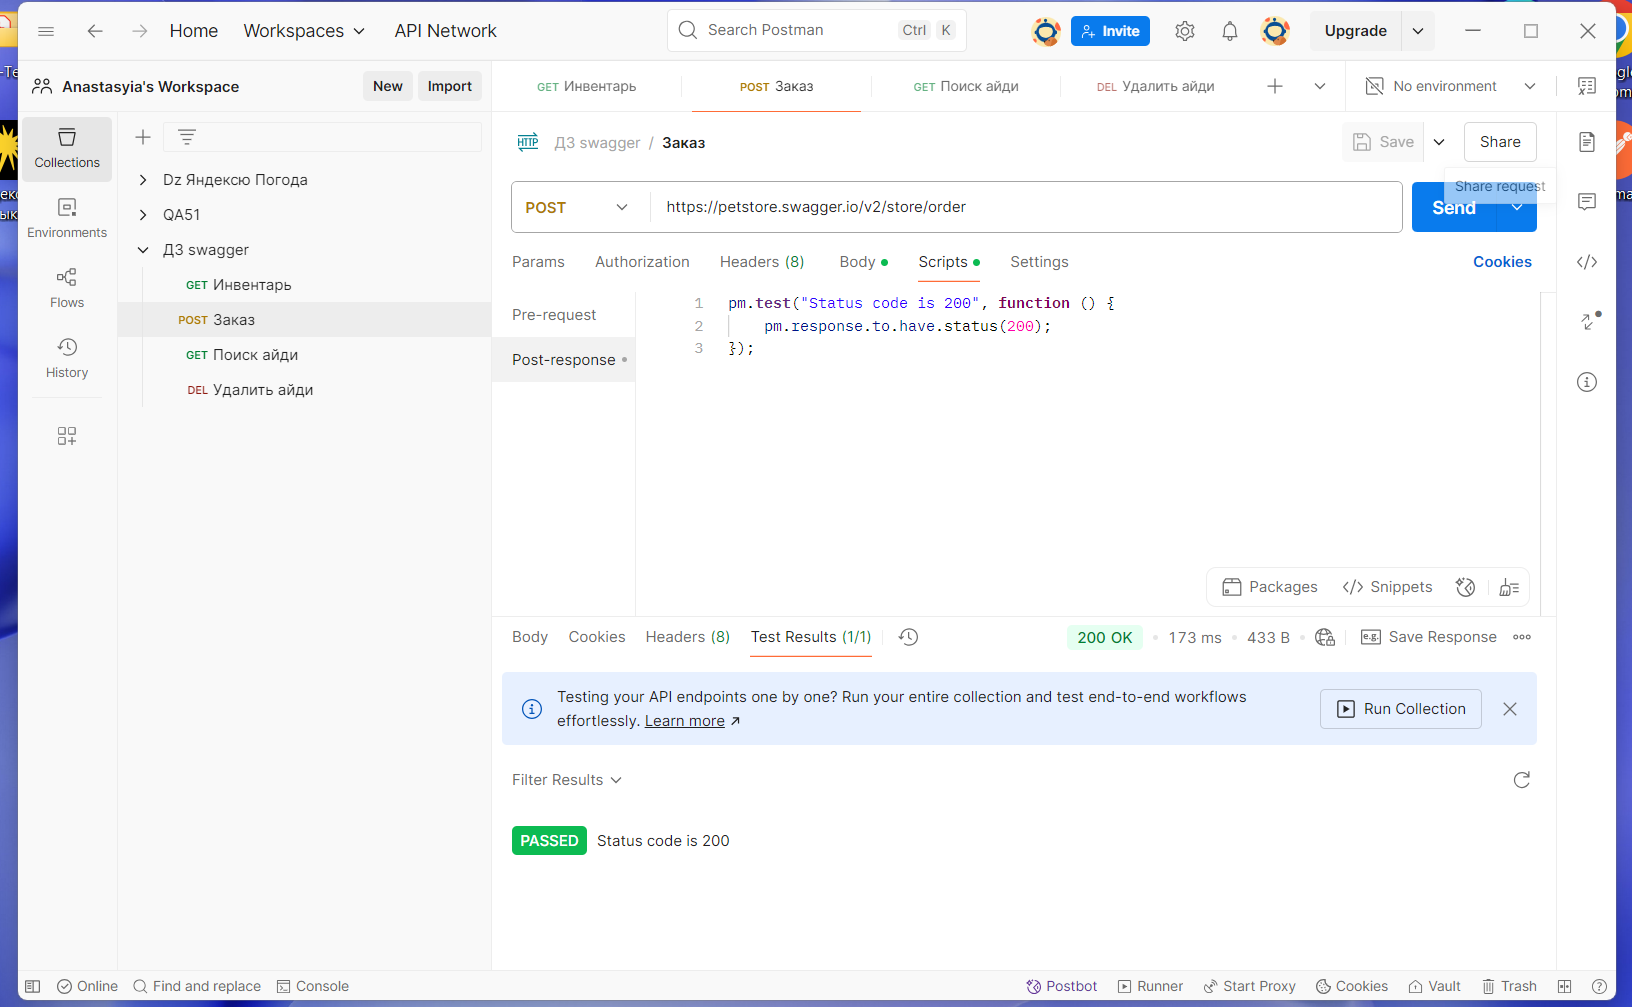 Home
Workspaces
API Network
Search Postman
Ctrl
K
Invite
Upgrade
Anastasyia's Workspace
New
Import
GET Инвентарь
POST Заказ
GET Поиск айди
DEL Удалить айди
No environment
Collections
Environments
Flows
History
Dz Яндексю Погода
QA51
ДЗ swagger
GET Инвентарь
POST Заказ
GET Поиск айди
DEL Удалить айди
HTTP ДЗ swagger / Заказ
Save
Share
Share request
POST
https://petstore.swagger.io/v2/store/order
Send
Params
Authorization
Headers (8)
Body
Scripts
Settings
Cookies
Pre-request
Post-response
1 pm.test("Status code is 200", function () {
2 pm.response.to.have.status(200);
3 });
Packages
</> Snippets
Body
Cookies
Headers (8)
Test Results (1/1)
200 OK
173 ms
433 B
e.g. Save Response
Testing your API endpoints one by one? Run your entire collection and test end-to-end workflows
effortlessly. Learn more
Run Collection
Filter Results
PASSED Status code is 200
Online
Find and replace
Console
Postbot
Runner
Start Proxy
Cookies
Vault
Trash